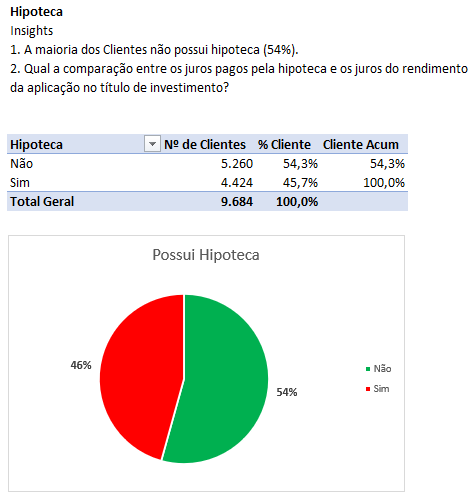 Hipoteca
Insights
1. A maioria dos Clientes não possui hipoteca (54%).
2. Qual a comparação entre os juros pagos pela hipoteca e os juros do rendimento
da aplicação no título de investimento?
Hipoteca Nº de Clientes % Cliente Cliente Acum
Não 5.260 54,3% 54,3%
Sim 4.424 45,7% 100,0%
Total Geral 9.684 100,0%
Possui Hipoteca
46%
54%
Não
Sim